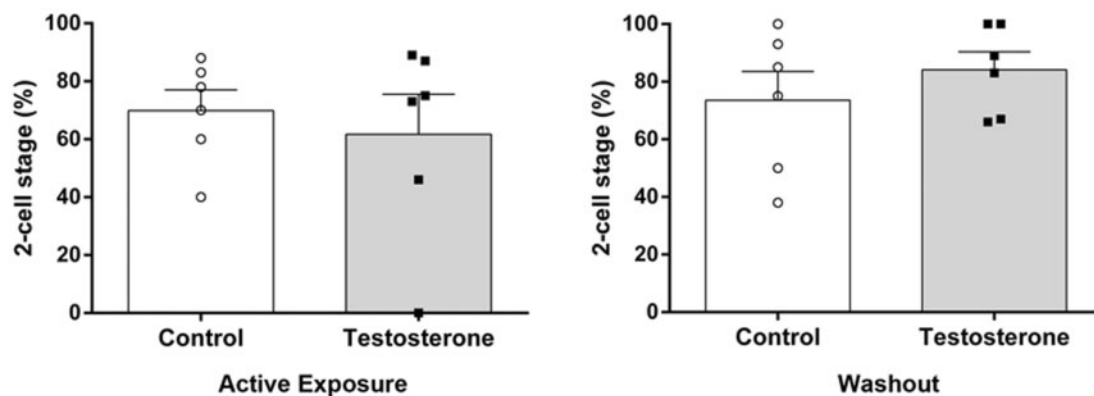 2-cell stage (%)
100
80
60
40
20
0
Control
Testosterone
Active Exposure
2-cell stage (%)
100
80
60
40
20
0
Control
Testosterone
Washout